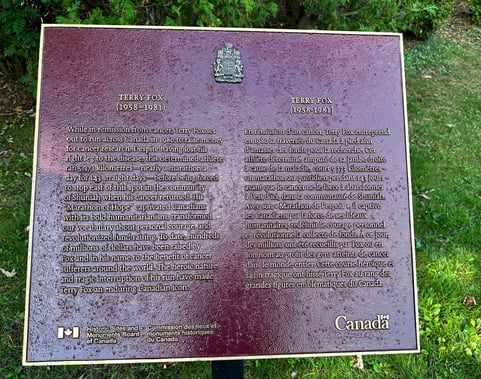 TERRY FOX
(1958–1981)
While in remission from cancer, Terry Fox set
out to run across Canada in 1980 to raise money
for cancer research. Despite having lost his
right leg to the disease, this determined athlete
ran 5,373 kilometres – nearly a marathon a
day for 143 straight days – before being forced
to stop east of this spot in the community
of Shuniah when his cancer returned. His
"Marathon of Hope" captivated Canadians
with its bold humanitarianism, transformed
our vocabulary about personal courage, and
revolutionized fundraising. To date, hundreds
of millions of dollars have been raised by
Fox and in his name to the benefit of cancer
sufferers around the world. The heroic nature
and tragic interruption of his run have made
Terry Fox an enduring Canadian icon.
TERRY FOX
(1958–1981)
En rémission d'un cancer, Terry Fox entreprend
en 1980 la traversée du Canada à pied afin
d'amasser des fonds pour la recherche. Cet
athlète déterminé, amputé de sa jambe droite
à cause de la maladie, court 5 373 kilomètres –
un marathon au quotidien pendant 143 jours –
avant que le cancer ne le force à abandonner
à l'est d'ici, dans la communauté de Shuniah.
Avec son « Marathon de l'espoir », il captive
les Canadiens par la force de ses idéaux
humanitaires, redéfinit le courage personnel
et révolutionne les collectes de fonds. À ce jour,
des millions ont été recueillis par Fox ou en
son nom au profit des gens atteints de cancer
dans le monde entier. Cette course héroïque et
sa fin tragique ont hissé Terry Fox au rang des
grandes figures emblématiques du Canada.
Historic Sites and
Monuments Board
of Canada
Commission des lieux et
monuments historiques
du Canada
Canada